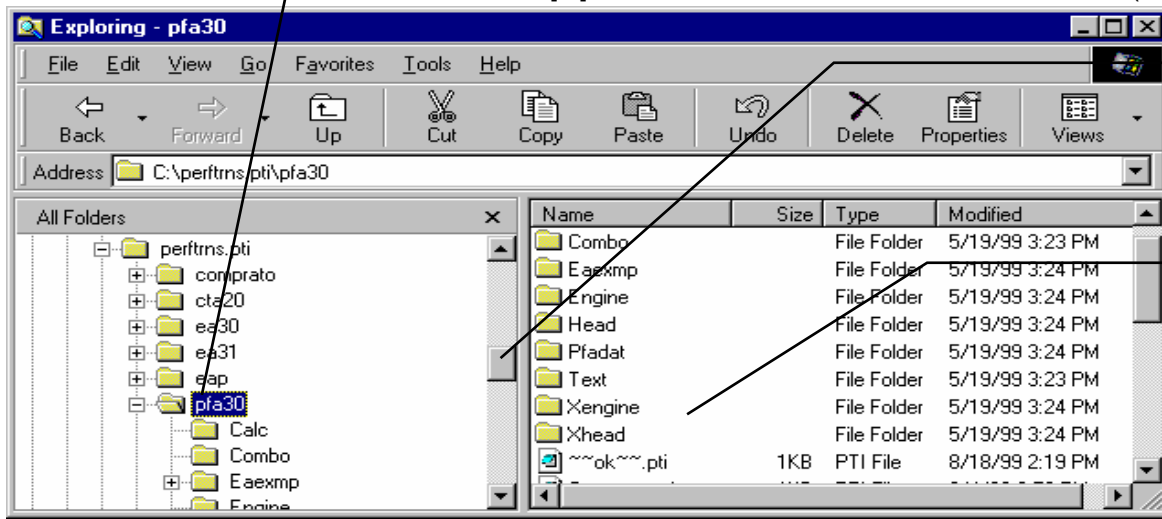 Exploring - pfa30
File Edit View Go Favorites Tools Help
Back Forward Up Cut Copy Paste Undo Delete Properties Views
Address C:\perftrns.pti\pfa30
All Folders
perftrns.pti
comprato
cta20
ea30
ea31
eap
pfa30
Calc
Combo
Eaexmp
Engine
Name Size Type Modified
Combo File Folder 5/19/99 3:23 PM
Eaexmp File Folder 5/19/99 3:24 PM
Engine File Folder 5/19/99 3:24 PM
Head File Folder 5/19/99 3:24 PM
Pfadat File Folder 5/19/99 3:24 PM
Text File Folder 5/19/99 3:23 PM
Xengine File Folder 5/19/99 3:24 PM
Xhead File Folder 5/19/99 3:24 PM
~~ok~~.pti 1KB PTI File 8/18/99 2:19 PM